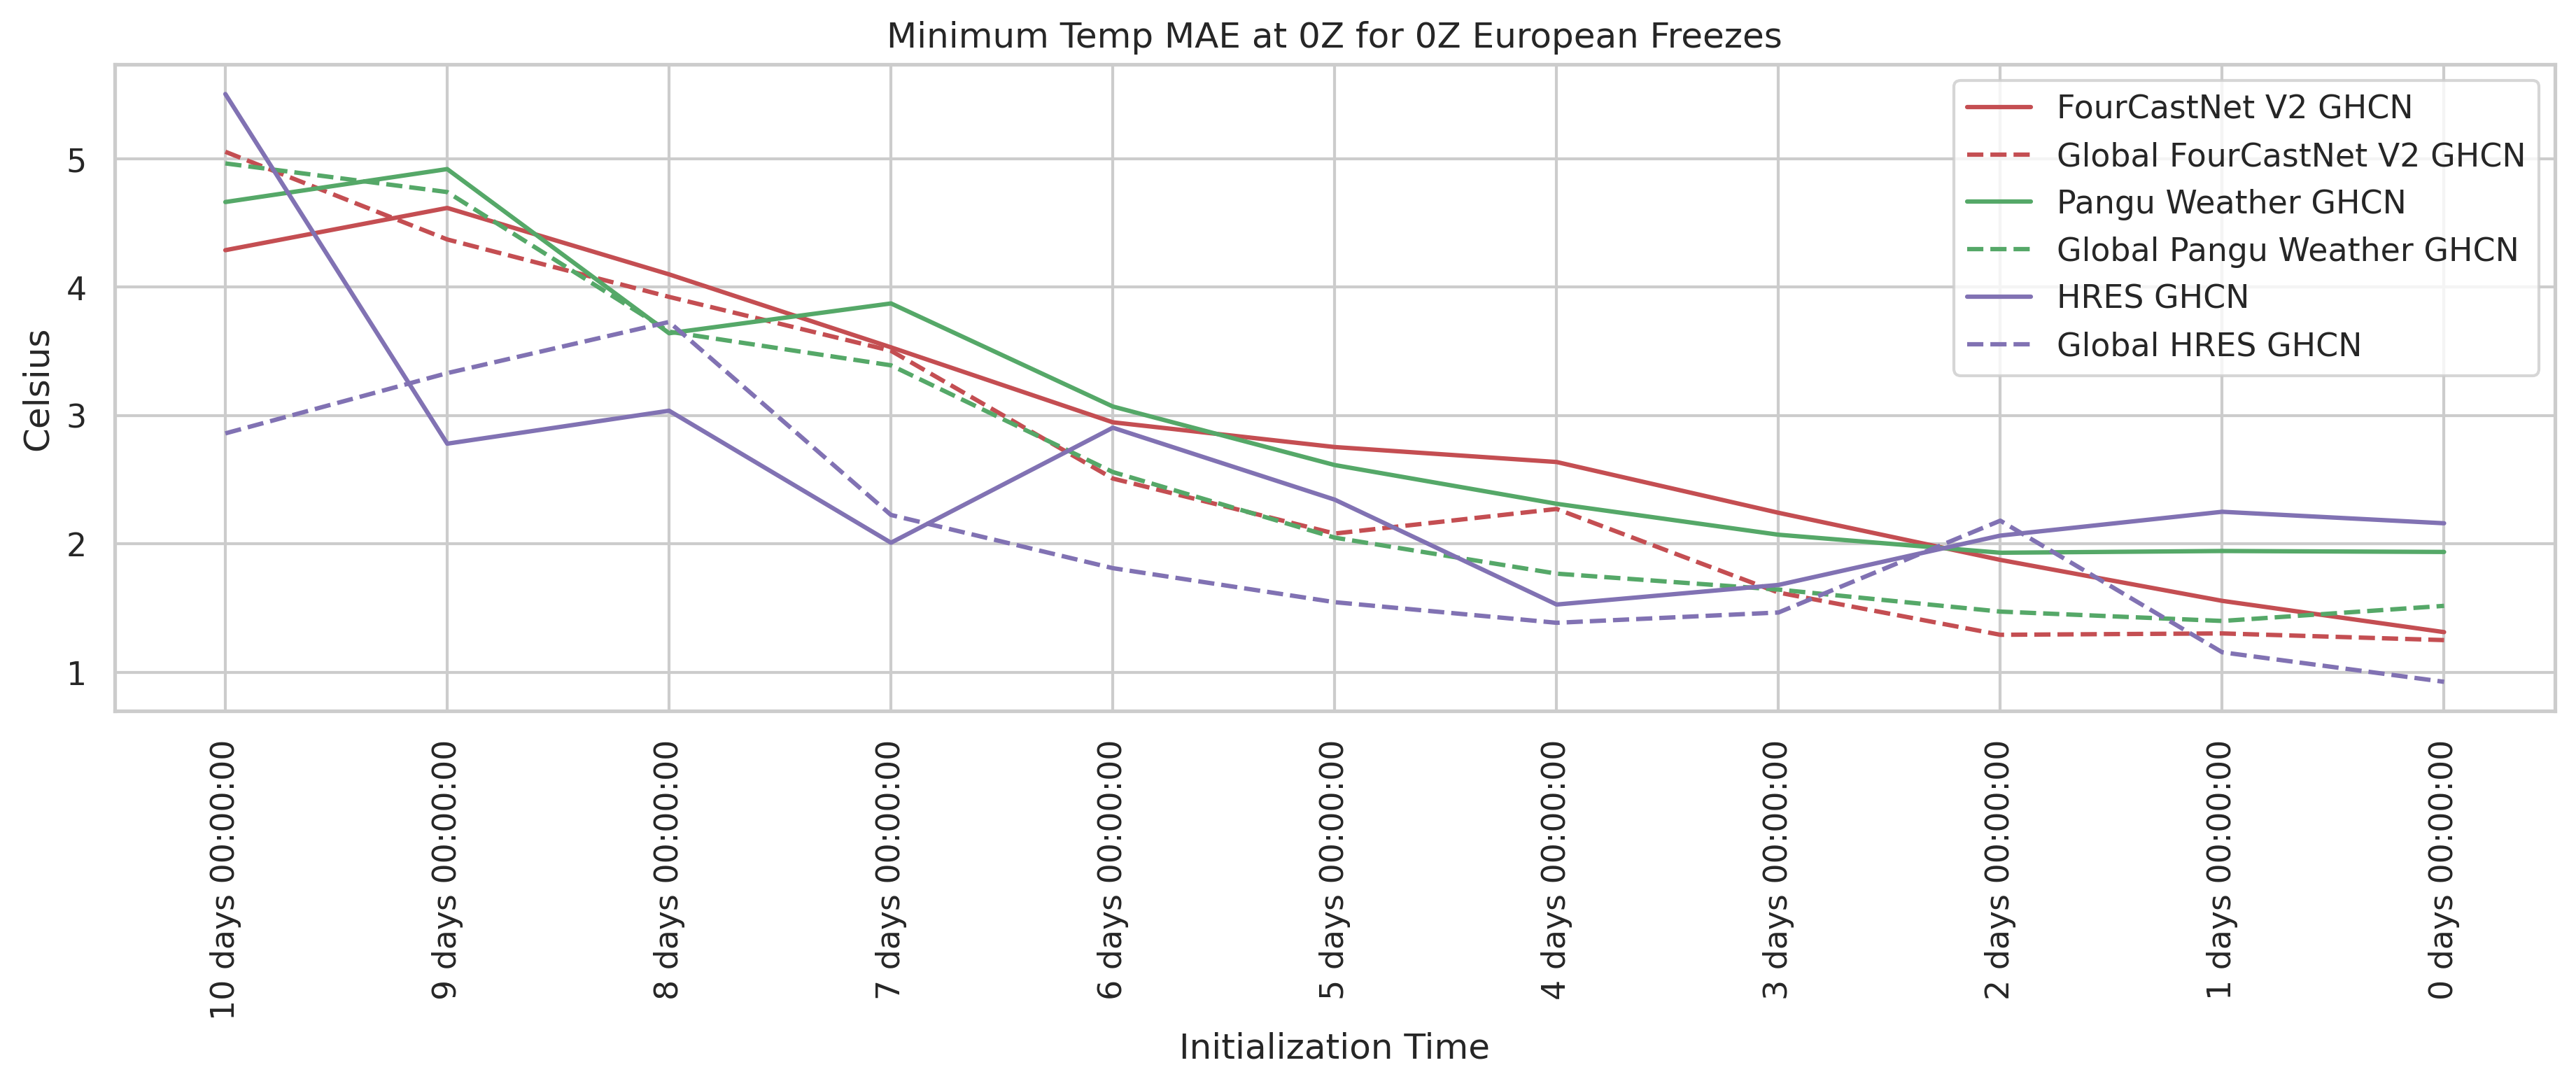 Minimum Temp MAE at 0Z for 0Z European Freezes
FourCastNet V2 GHCN
Global FourCastNet V2 GHCN
Pangu Weather GHCN
Global Pangu Weather GHCN
HRES GHCN
Global HRES GHCN
Celsius
5
4
3
2
1
10 days 00:00:00
9 days 00:00:00
8 days 00:00:00
7 days 00:00:00
6 days 00:00:00
5 days 00:00:00
4 days 00:00:00
3 days 00:00:00
2 days 00:00:00
1 days 00:00:00
0 days 00:00:00
Initialization Time